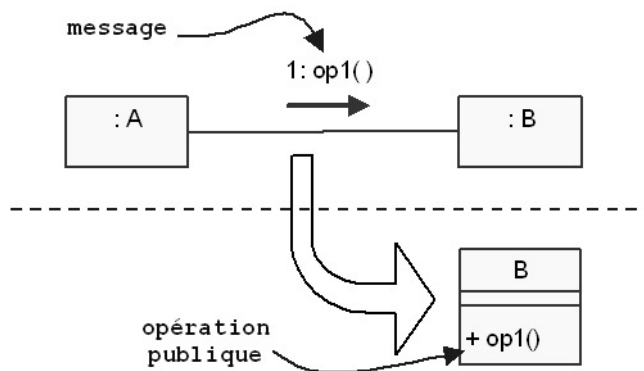 message
1: op1()
: A
: B
B
+ op1()
opération
publique